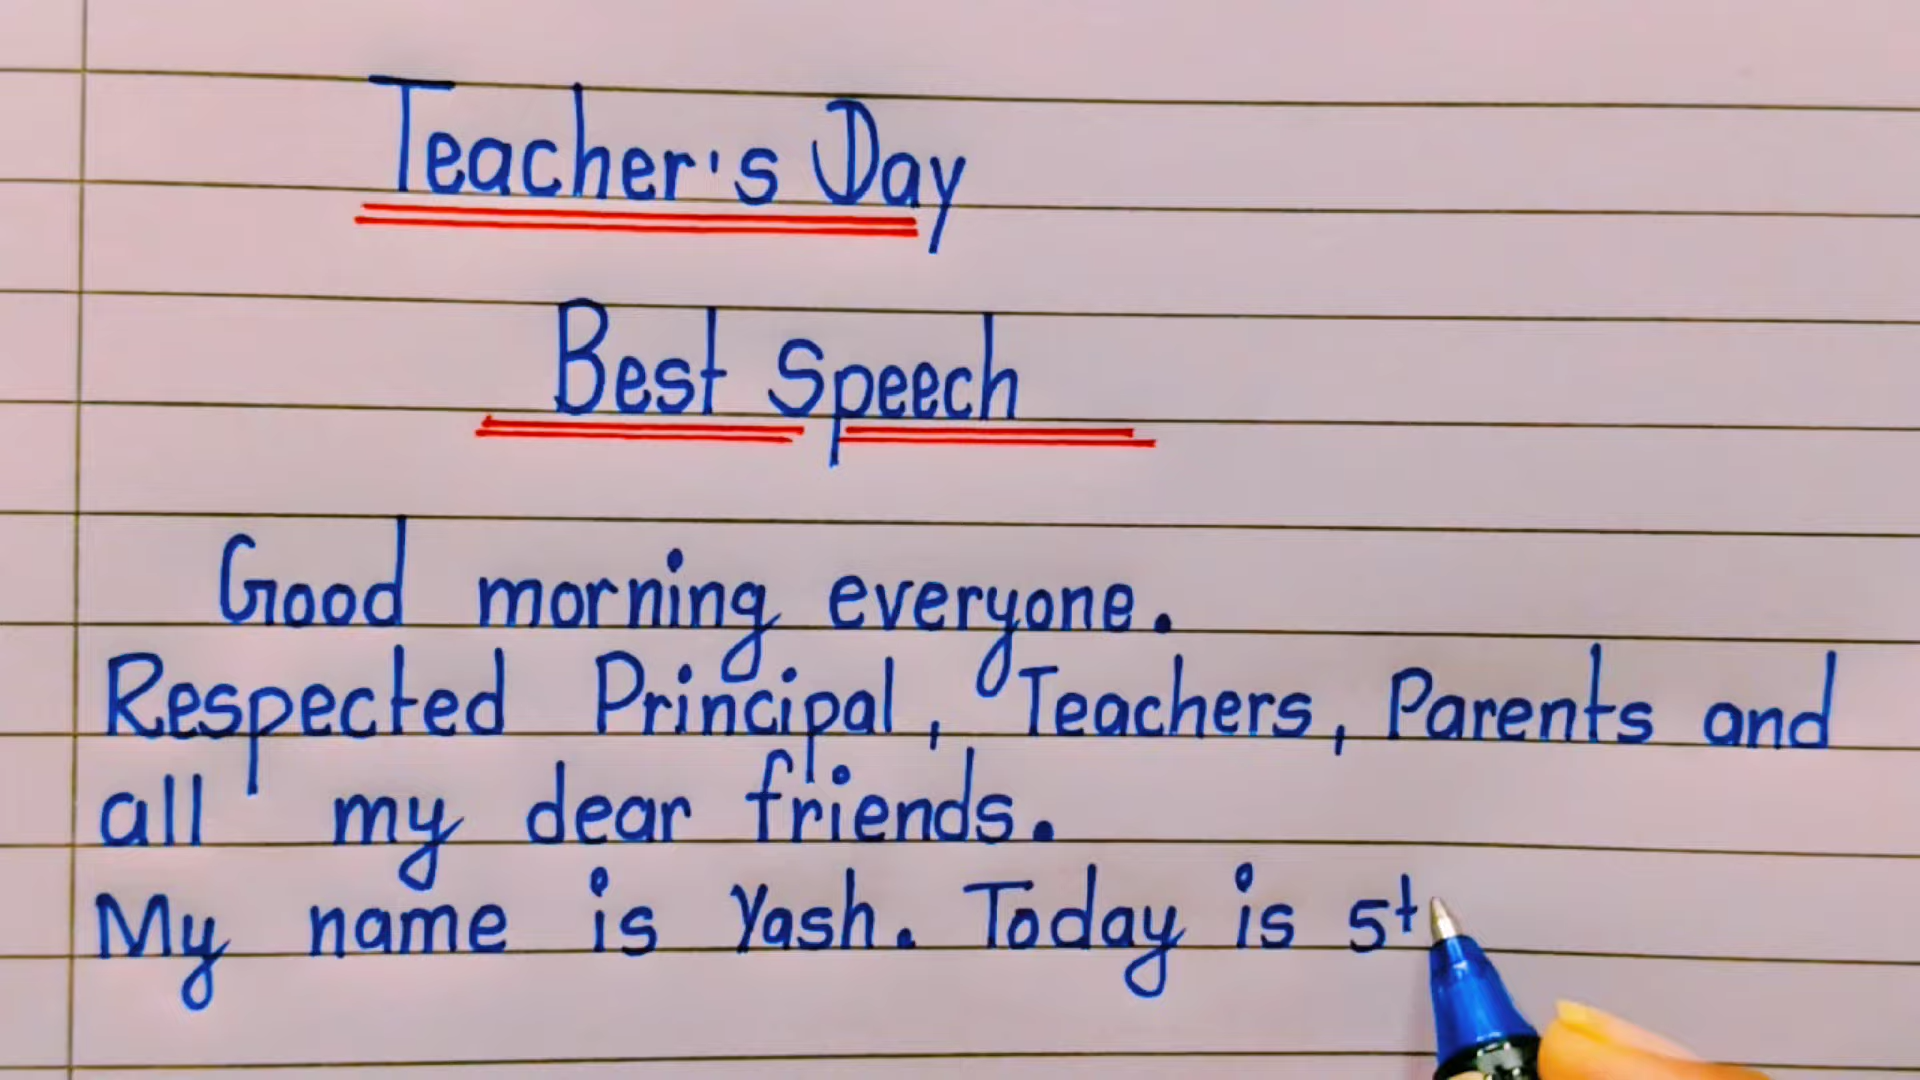 Teacher's Day
Best Speech
Good morning everyone.
Respected Principal, Teachers, Parents and
all my dear friends.
My name is Yash. Today is 5t